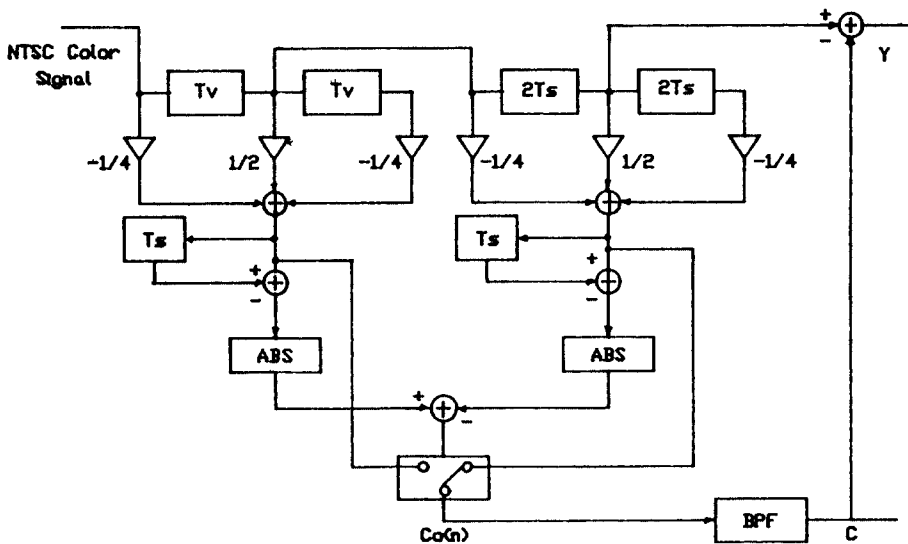 NTSC Color
Signal
Tv
Tv
2Ts
2Ts
+
-
Y
-1/4
1/2
-1/4
-1/4
1/2
-1/4
Ts
Ts
+
-
+
-
ABS
ABS
+
-
Co(n)
BPF
C